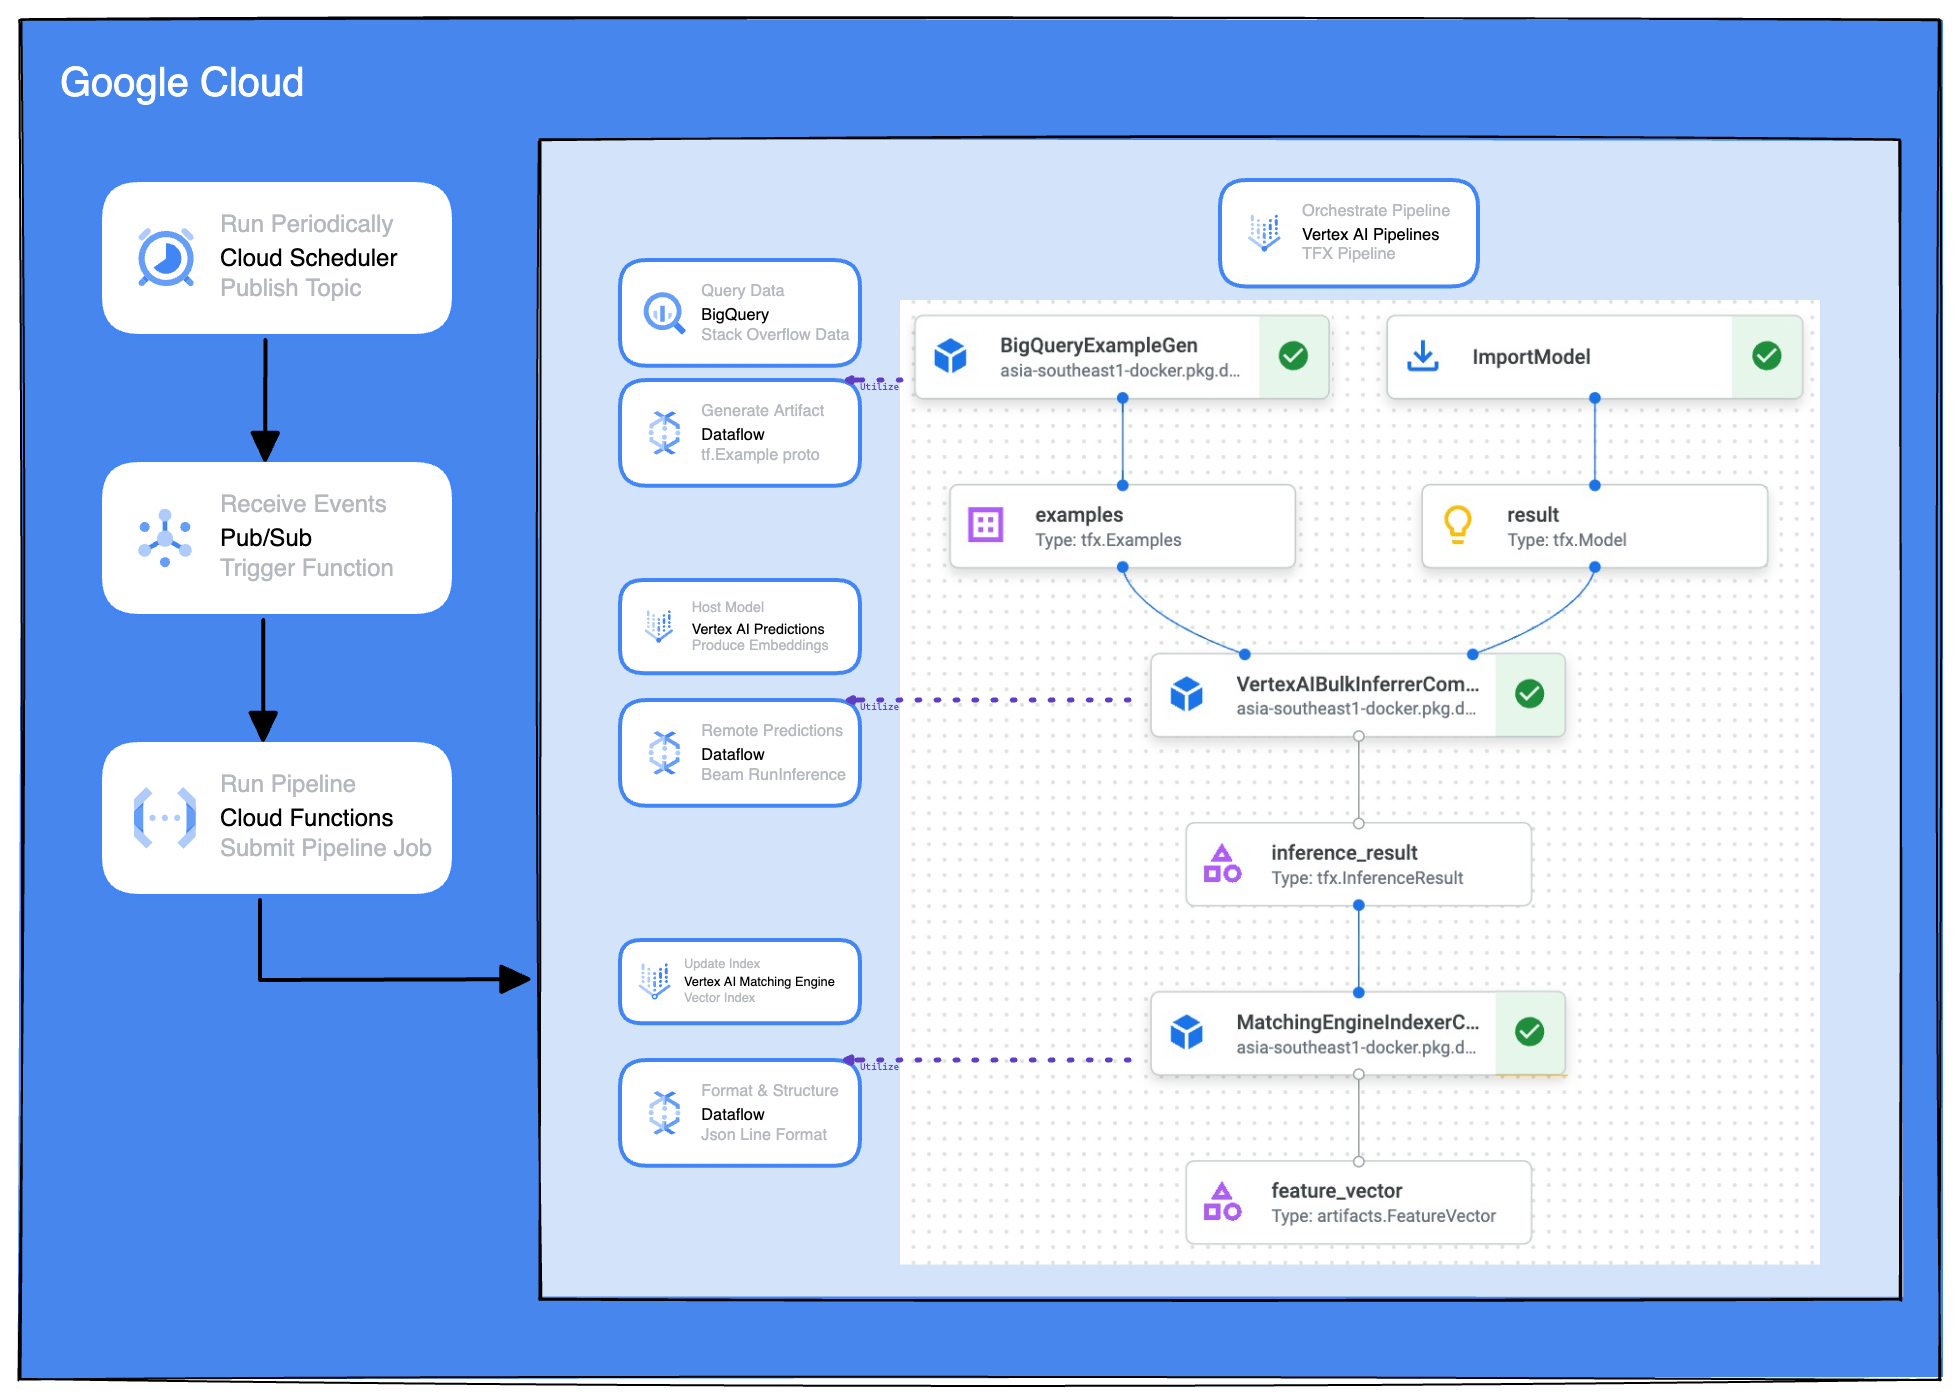 Google Cloud
Run Periodically
Cloud Scheduler
Publish Topic
Receive Events
Pub/Sub
Trigger Function
Run Pipeline
Cloud Functions
Submit Pipeline Job
Orchestrate Pipeline
Vertex AI Pipelines
TFX Pipeline
Query Data
BigQuery
Stack Overflow Data
Utilize
Generate Artifact
Dataflow
tf.Example proto
Host Model
Vertex AI Predictions
Produce Embeddings
Utilize
Remote Predictions
Dataflow
Beam RunInference
Update Index
Vertex AI Matching Engine
Vector Index
Utilize
Format & Structure
Dataflow
Json Line Format
BigQueryExampleGen
asia-southeast1-docker.pkg.d...
ImportModel
examples
Type: tfx.Examples
result
Type: tfx.Model
VertexAIBulkInferrerCom...
asia-southeast1-docker.pkg.d...
inference_result
Type: tfx.InferenceResult
MatchingEngineIndexerC...
asia-southeast1-docker.pkg.d...
feature_vector
Type: artifacts.FeatureVector